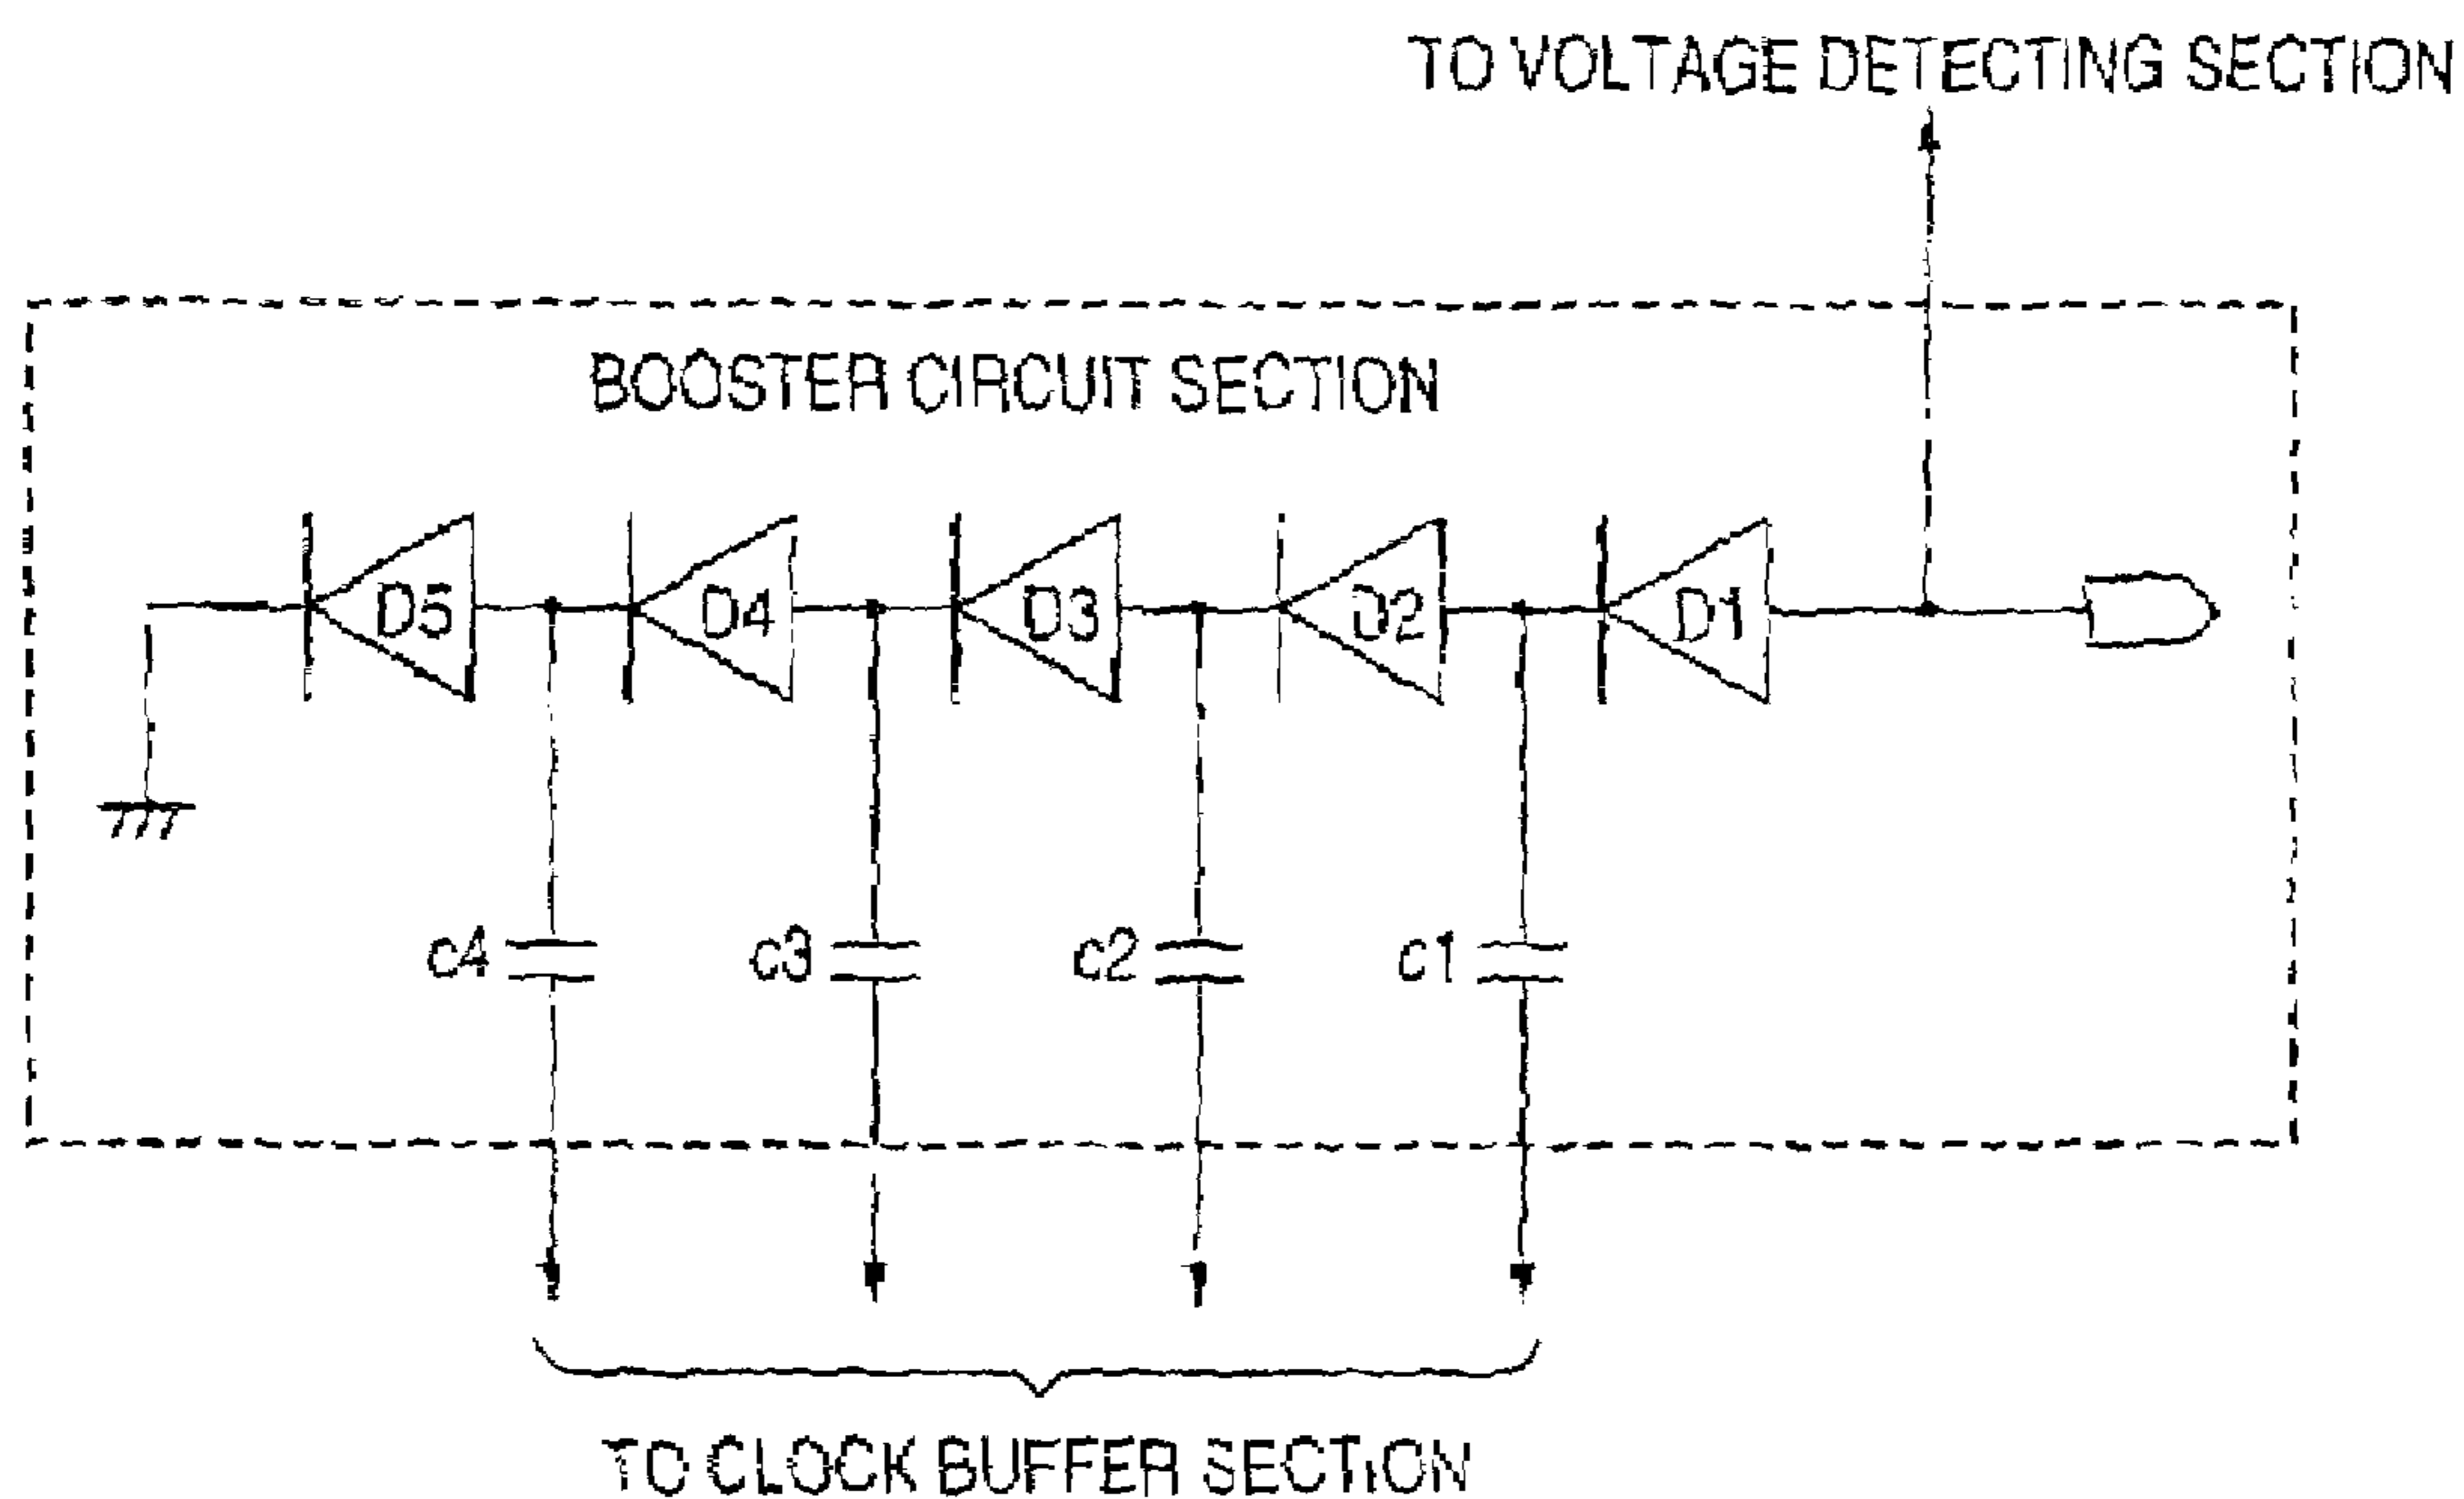 TO VOLTAGE DETECTING SECTION
BOOSTER CIRCUIT SECTION
D5 D4 D3 D2 D1
c4 c3 c2 c1
TO CLOCK BUFFER SECTION